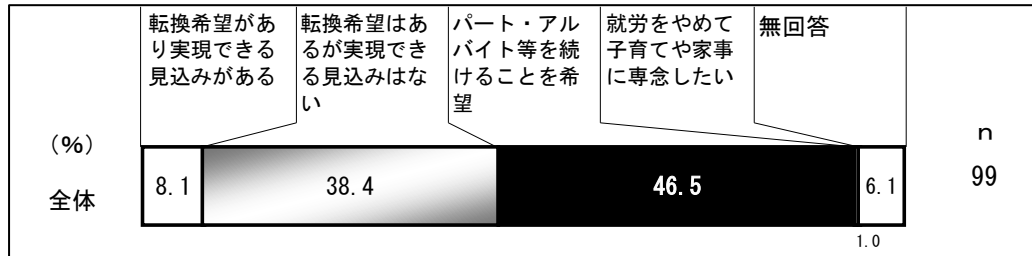 転換希望があ
り実現できる
見込みがある
転換希望はあ
るが実現でき
る見込みはな
い
パート・アル
バイト等を続
けることを希
望
就労をやめて
子育てや家事
に専念したい
無回答
（％）
ｎ
全体
8.1
38.4
46.5
6.1
99
1.0